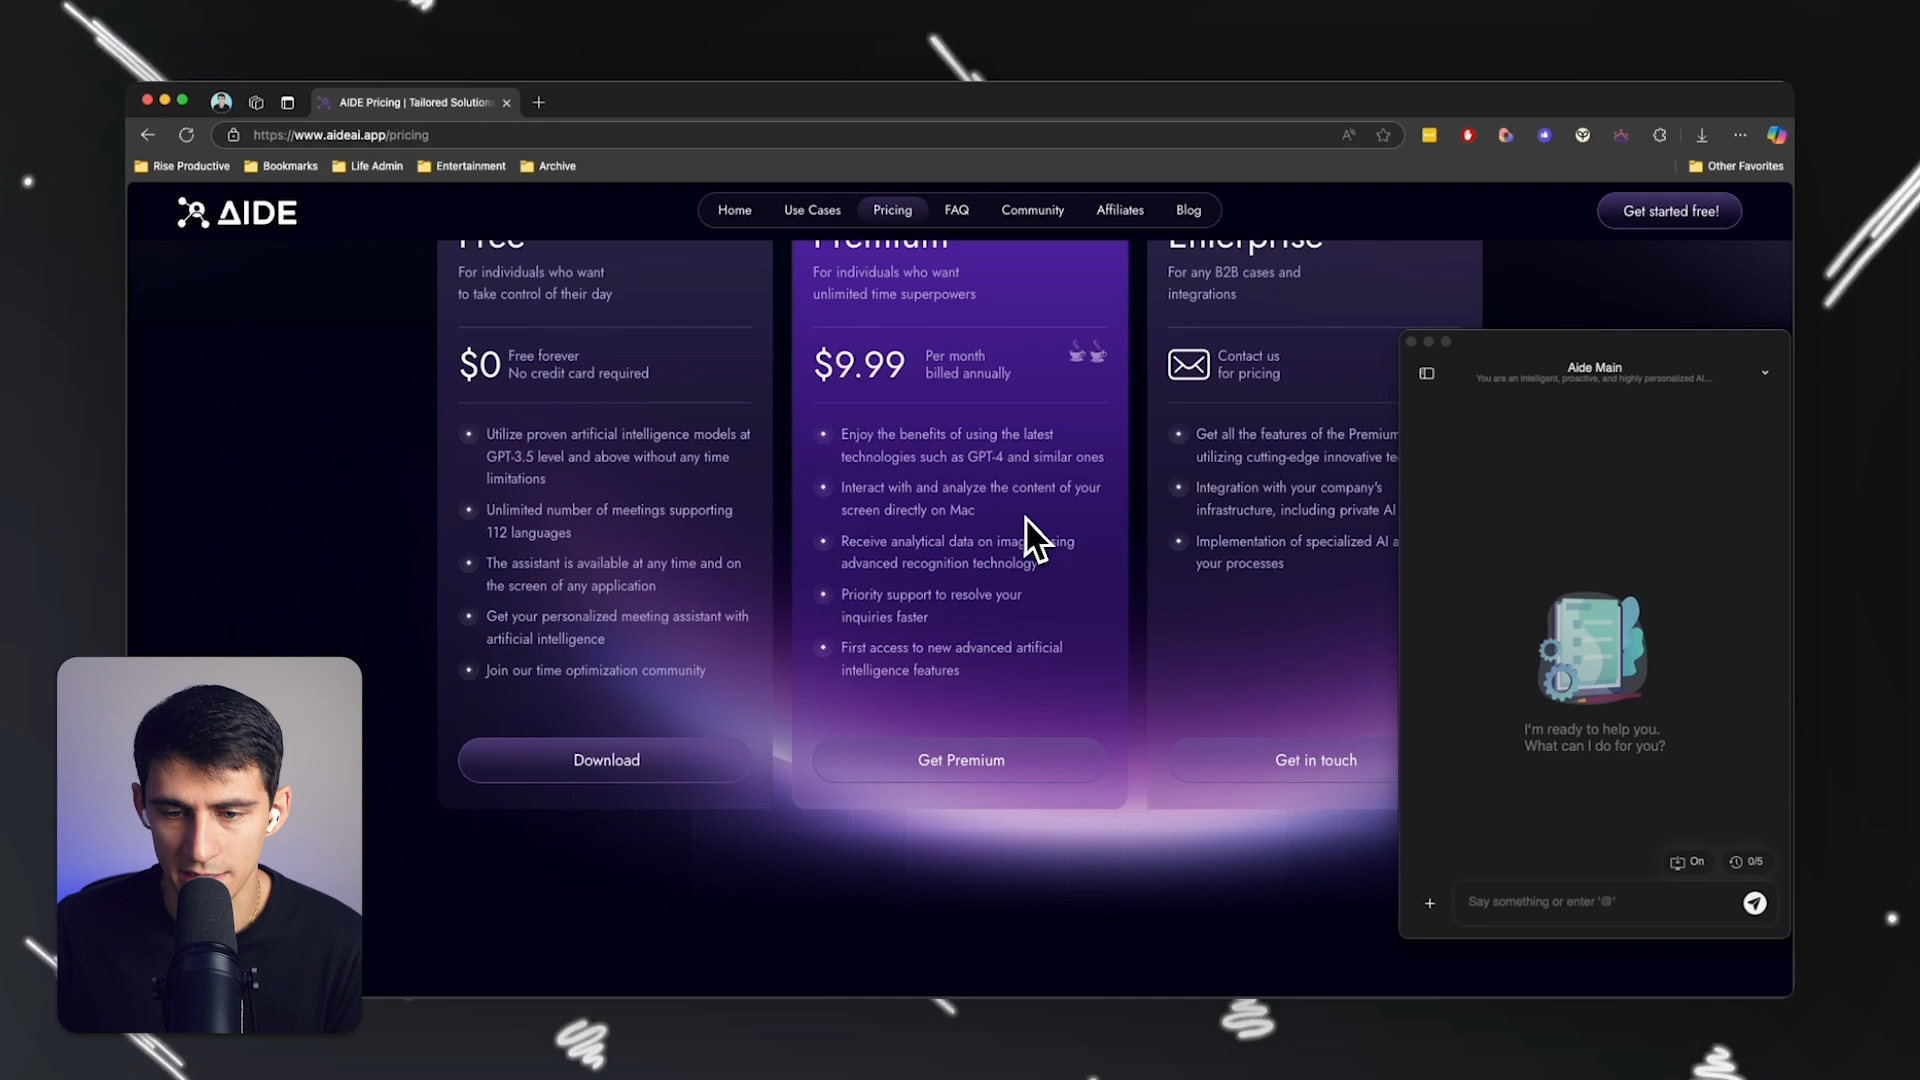 AIDE Pricing | Tailored Solution
https://www.aideai.app/pricing
Rise Productive
Bookmarks
Life Admin
Entertainment
Archive
Other Favorites
AIDE
Home
Use Cases
Pricing
FAQ
Community
Affiliates
Blog
Get started free!
Free
For individuals who want
to take control of their day
$0
Free forever
No credit card required
Utilize proven artificial intelligence models at
GPT-3.5 level and above without any time
limitations
Unlimited number of meetings supporting
112 languages
The assistant is available at any time and on
the screen of any application
Get your personalized meeting assistant with
artificial intelligence
Join our time optimization community
Download
Premium
For individuals who want
unlimited time superpowers
$9.99
Per month
billed annually
Enjoy the benefits of using the latest
technologies such as GPT-4 and similar ones
Interact with and analyze the content of your
screen directly on Mac
Receive analytical data on
advanced recognition technology
Priority support to resolve your
inquiries faster
First access to new advanced artificial
intelligence features
Get Premium
Enterprise
For any B2B cases and
integrations
Contact us
for pricing
Get all the features of the Premium
utilizing cutting-edge innovative te
Integration with your company's
infrastructure, including private AI
Implementation of specialized AI a
your processes
Get in touch
Aide Main
You are an intelligent, proactive, and highly personalized AI...
I'm ready to help you.
What can I do for you?
On
0/5
Say something or enter '@'